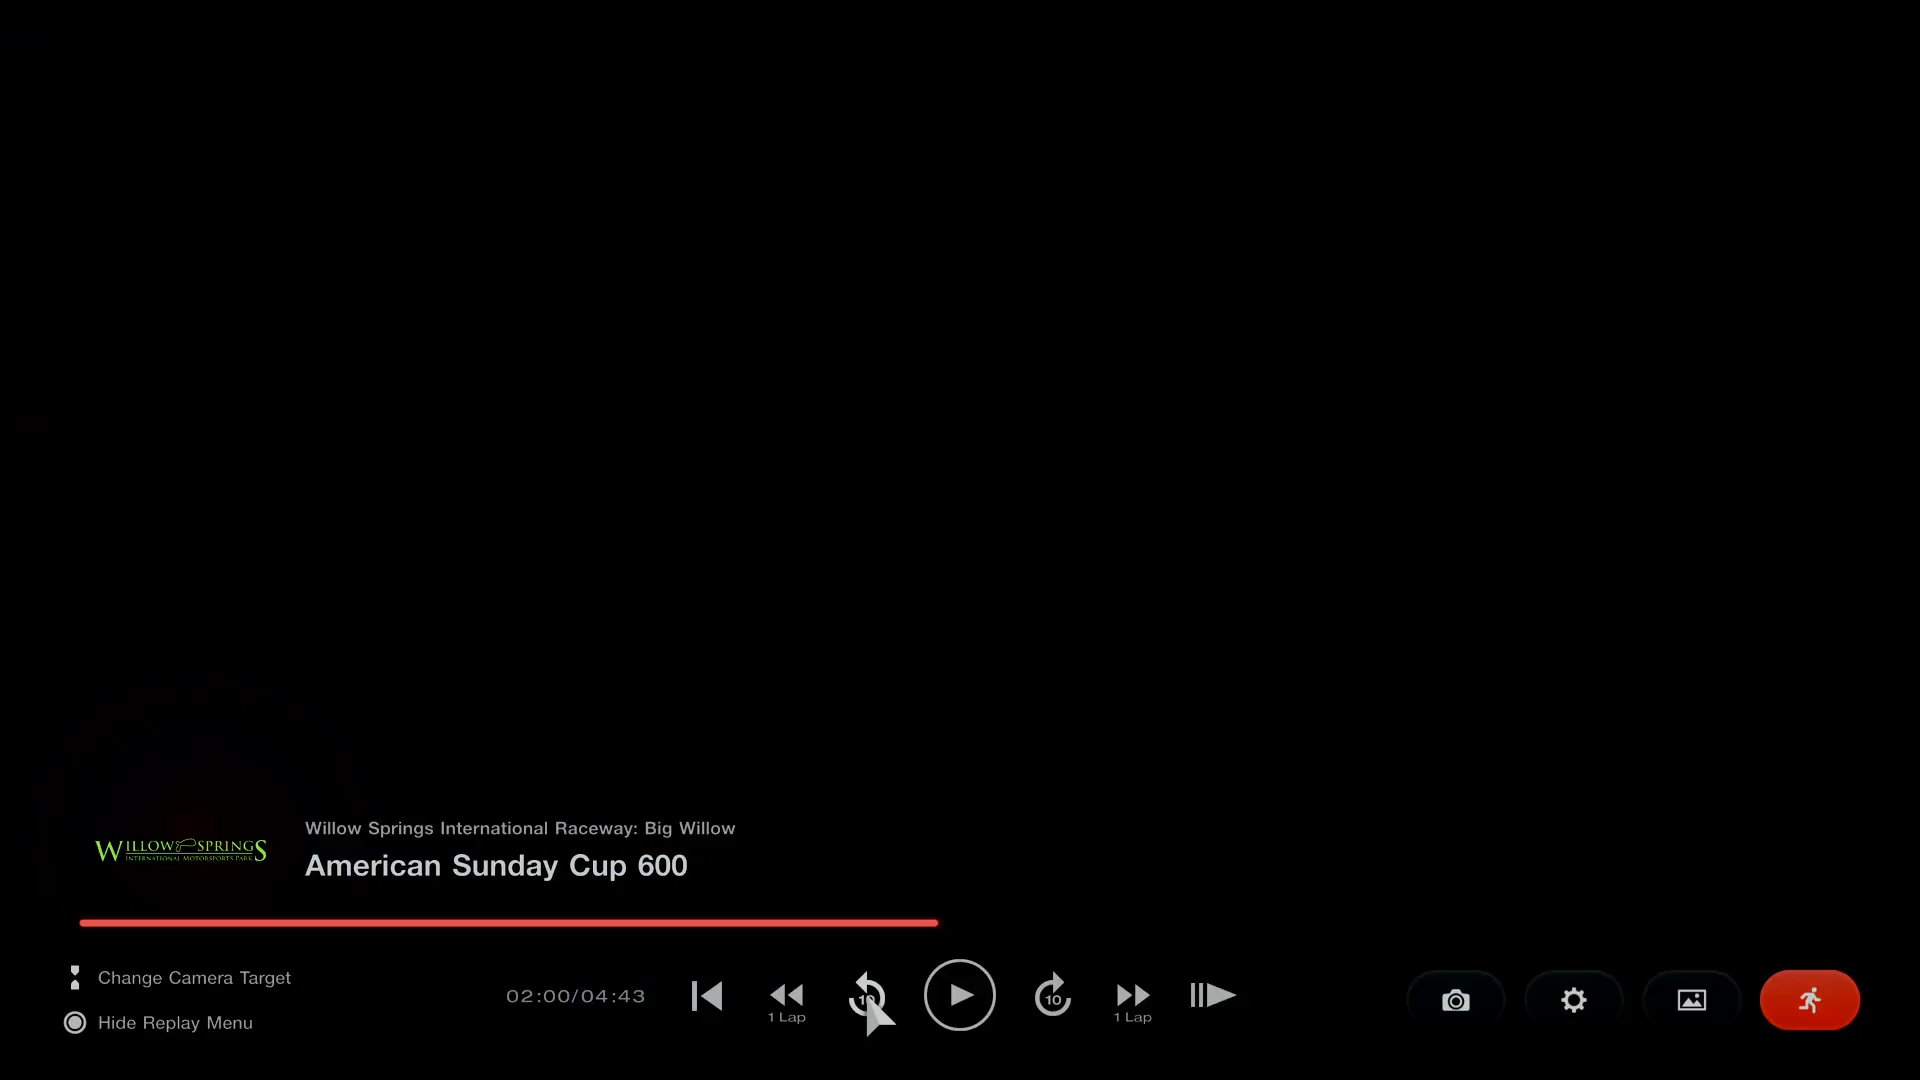 Willow Springs International Raceway: Big Willow
WILLOW SPRINGS
INTERNATIONAL MOTORSPORTS PARK
American Sunday Cup 600
Change Camera Target
02:00/04:43
1 Lap
10
10
1 Lap
Hide Replay Menu